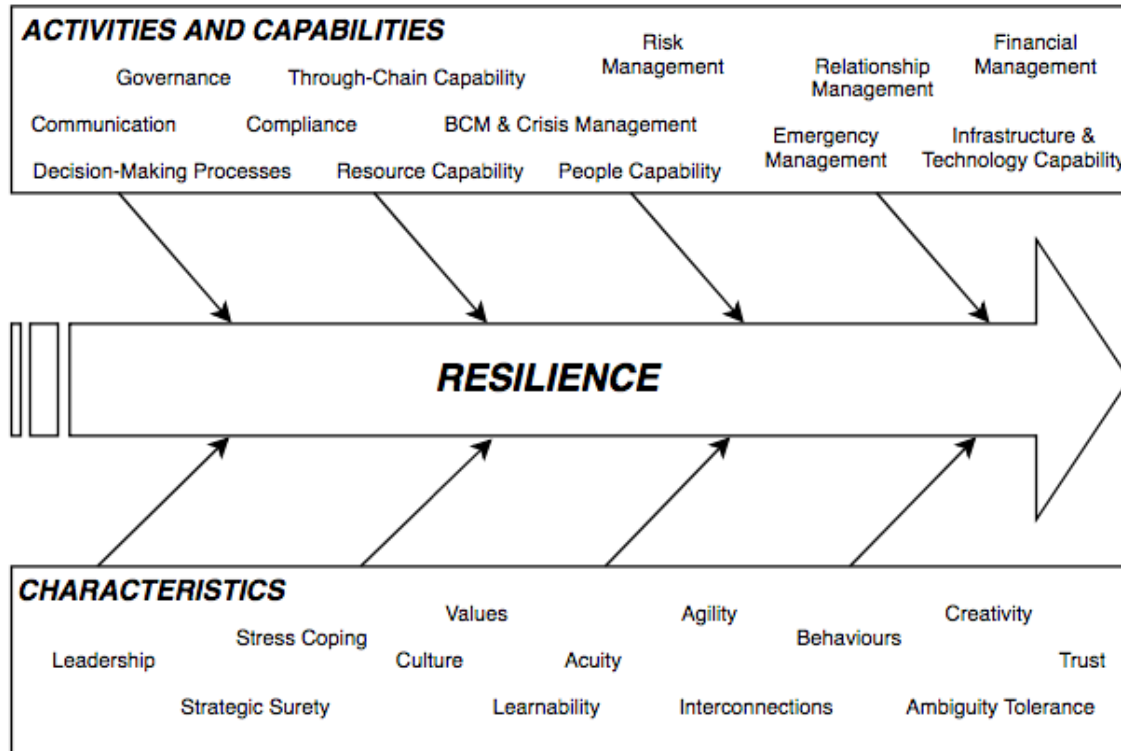 ACTIVITIES AND CAPABILITIES
Risk
Management
Financial
Management
Governance
Through-Chain Capability
Relationship
Management
Communication
Compliance
BCM & Crisis Management
Emergency
Management
Infrastructure &
Technology Capability
Decision-Making Processes
Resource Capability
People Capability
RESILIENCE
CHARACTERISTICS
Values
Agility
Creativity
Stress Coping
Behaviours
Leadership
Culture
Acuity
Trust
Strategic Surety
Learnability
Interconnections
Ambiguity Tolerance